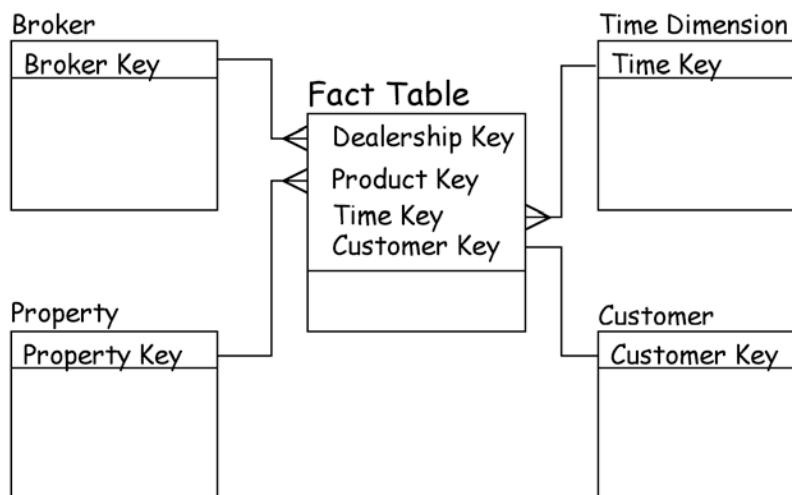 Broker
Broker Key
Time Dimension
Time Key
Fact Table
Dealership Key
Product Key
Time Key
Customer Key
Property
Property Key
Customer
Customer Key